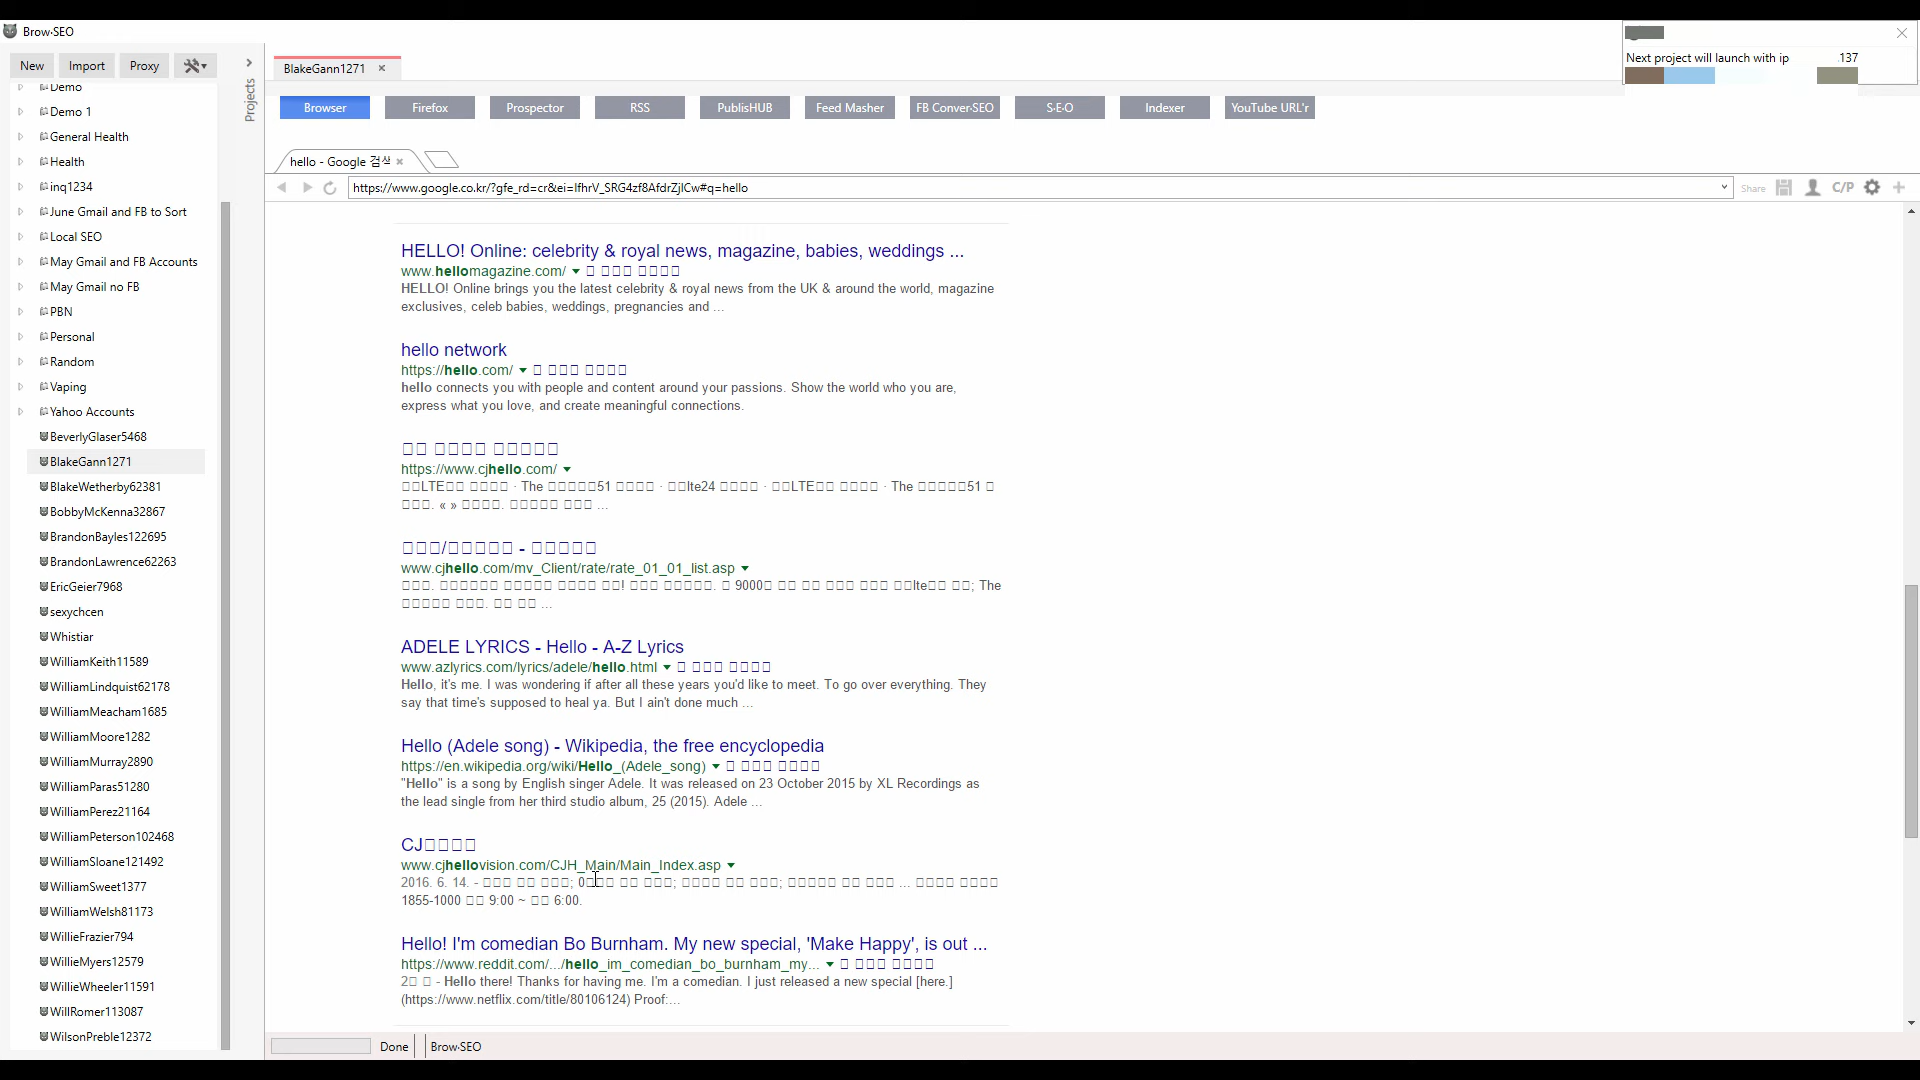 Brow·SEO
New Import Proxy
Projects
Demo
Demo 1
General Health
Health
inq1234
June Gmail and FB to Sort
Local SEO
May Gmail and FB Accounts
May Gmail no FB
PBN
Personal
Random
Vaping
Yahoo Accounts
BeverlyGlaser5468
BlakeGann1271
BlakeWetherby62381
BobbyMcKenna32867
BrandonBayles122695
BrandonLawrence62263
EricGeier7968
sexychcen
Whistiar
WilliamKeith11589
WilliamLindquist62178
WilliamMeacham1685
WilliamMoore1282
WilliamMurray2890
WilliamParas51280
WilliamPerez21164
WilliamPeterson102468
WilliamSloane121492
WilliamSweet1377
WilliamWelsh81173
WillieFrazier794
WillieMyers12579
WillieWheeler11591
WillRomer113087
WilsonPreble12372
BlakeGann1271
Next project will launch with ip 137
Browser Firefox Prospector RSS PublisHUB Feed Masher FB Conver·SEO S·E·O Indexer YouTube URL'r
hello - Google 검색
https://www.google.co.kr/?gfe_rd=cr&ei=IfhrV_SRG4zf8AfdrZjICw#q=hello
Share C/P
HELLO! Online: celebrity & royal news, magazine, babies, weddings ...
www.hellomagazine.com/
HELLO! Online brings you the latest celebrity & royal news from the UK & around the world, magazine
exclusives, celeb babies, weddings, pregnancies and ...
hello network
https://hello.com/
hello connects you with people and content around your passions. Show the world who you are,
express what you love, and create meaningful connections.
https://www.cjhello.com/
LTE · The 51 · lte24 · LTE · The 51
. « » . ...
/ -
www.cjhello.com/mv_Client/rate/rate_01_01_list.asp
. ! . 9000 lte ; The
. ...
ADELE LYRICS - Hello - A-Z Lyrics
www.azlyrics.com/lyrics/adele/hello.html
Hello, it's me. I was wondering if after all these years you'd like to meet. To go over everything. They
say that time's supposed to heal ya. But I ain't done much ...
Hello (Adele song) - Wikipedia, the free encyclopedia
https://en.wikipedia.org/wiki/Hello_(Adele_song)
"Hello" is a song by English singer Adele. It was released on 23 October 2015 by XL Recordings as
the lead single from her third studio album, 25 (2015). Adele ...
CJ
www.cjhellovision.com/CJH_Main/Main_Index.asp
2016. 6. 14. - ; 0 ; ; ...
1855-1000 9:00 ~ 6:00.
Hello! I'm comedian Bo Burnham. My new special, 'Make Happy', is out ...
https://www.reddit.com/.../hello_im_comedian_bo_burnham_my...
2 - Hello there! Thanks for having me. I'm a comedian. I just released a new special [here.]
(https://www.netflix.com/title/80106124) Proof:...
Done Brow·SEO